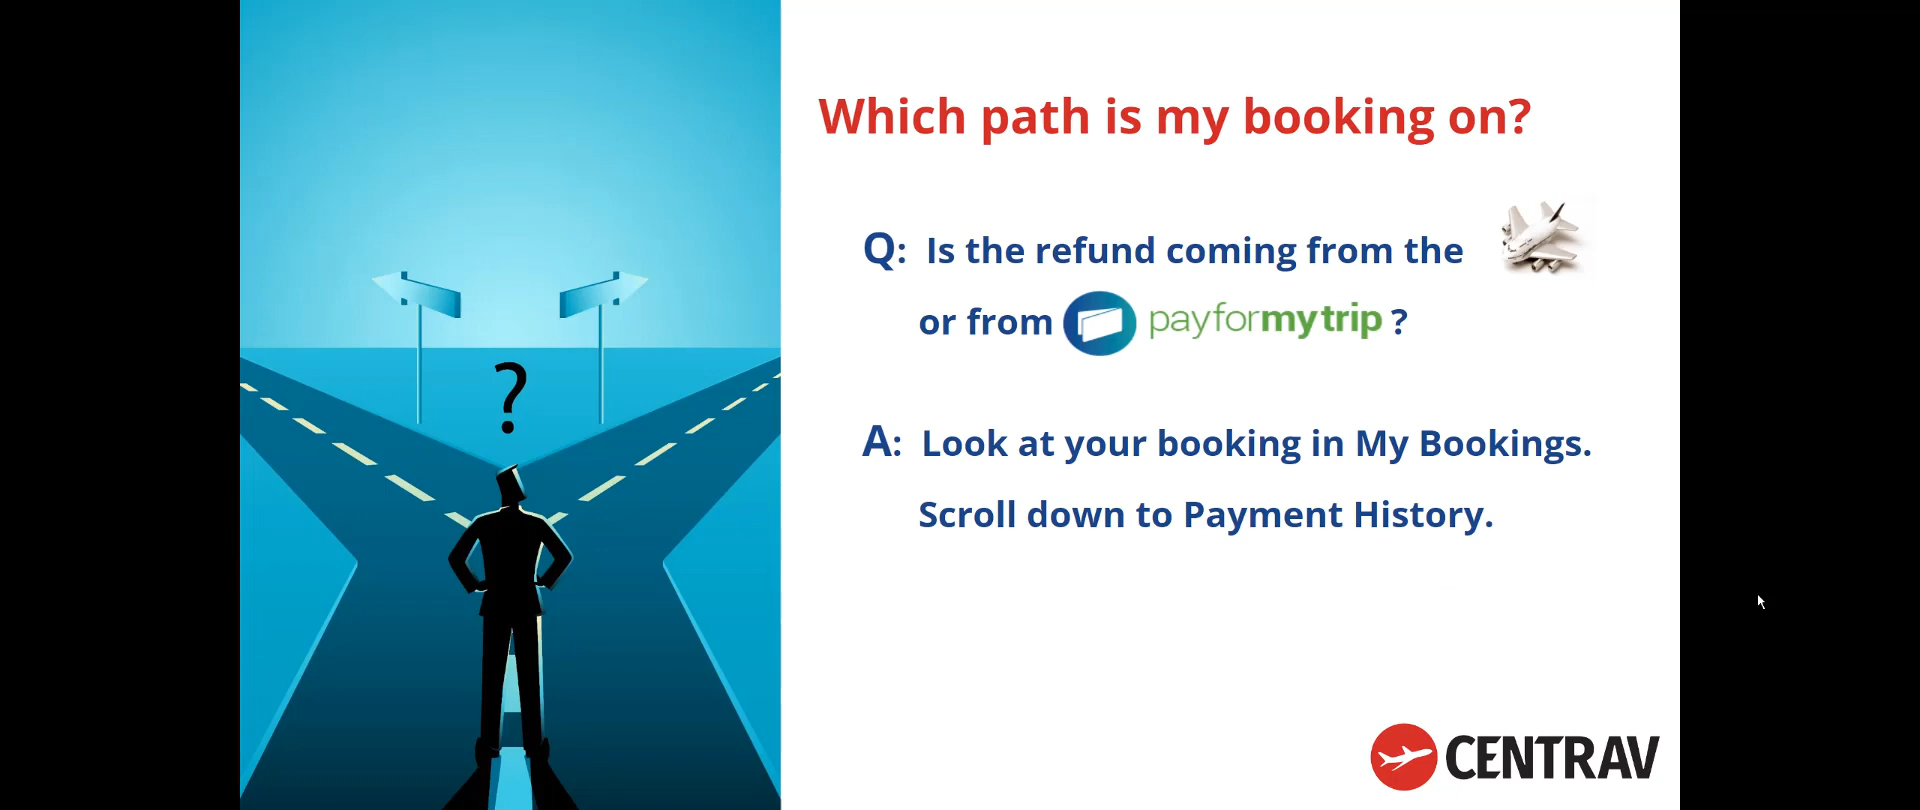 Which path is my booking on?
Q: Is the refund coming from the
or from payformytrip ?
?
A: Look at your booking in My Bookings.
Scroll down to Payment History.
CENTRAV